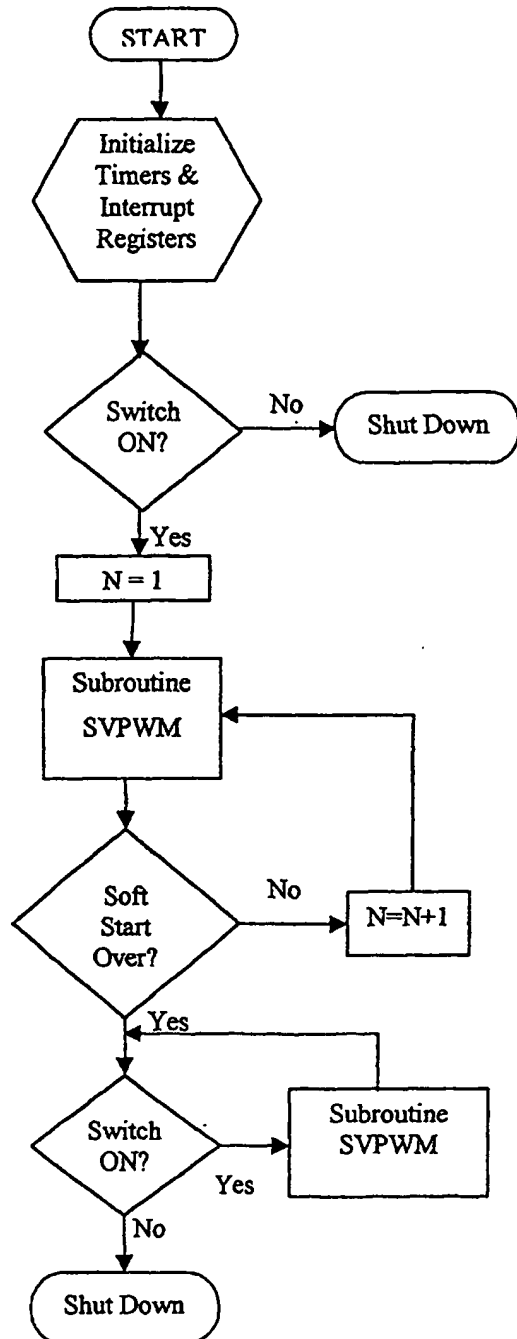 START
Initialize
Timers &
Interrupt
Registers
Switch
ON?
No
Shut Down
Yes
N = 1
Subroutine
SVPWM
Soft
Start
Over?
No
N=N+1
Yes
Switch
ON?
Yes
Subroutine
SVPWM
No
Shut Down